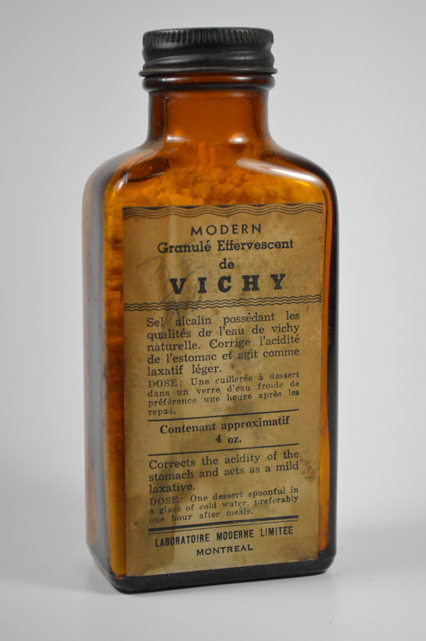 MODERN
Granulé Effervescent
de
VICHY
Sel alcalin possédant les
qualités de l'eau de vichy
naturelle. Corrige l'acidité
de l'estomac et agit comme
laxatif léger.
DOSE: Une cuillerée à dessert
dans un verre d'eau froide de
préférence une heure après les
repas.
Contenant approximatif
4 oz.
Corrects the acidity of the
stomach and acts as a mild
laxative.
DOSE: One dessert spoonful in
a glass of cold water, preferably
one hour after meals.
LABORATOIRE MODERNE LIMITEE
MONTREAL